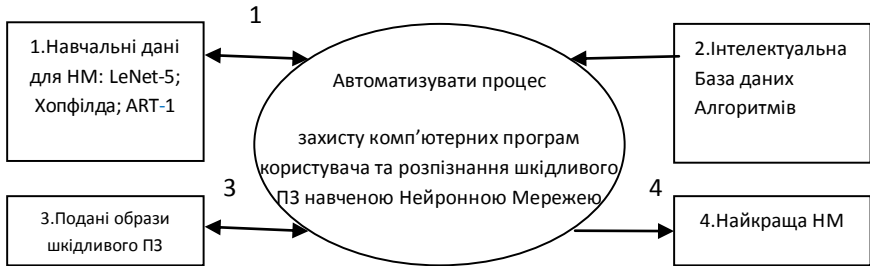 1
1.Навчальні дані
для НМ: LeNet-5;
Хопфілда; ART-1
Автоматизувати процес
захисту комп’ютерних програм
користувача та розпізнання шкідливого
ПЗ навченою Нейронною Мережею
2.Інтелектуальна
База даних
Алгоритмів
3
3.Подані образи
шкідливого ПЗ
4
4.Найкраща НМ